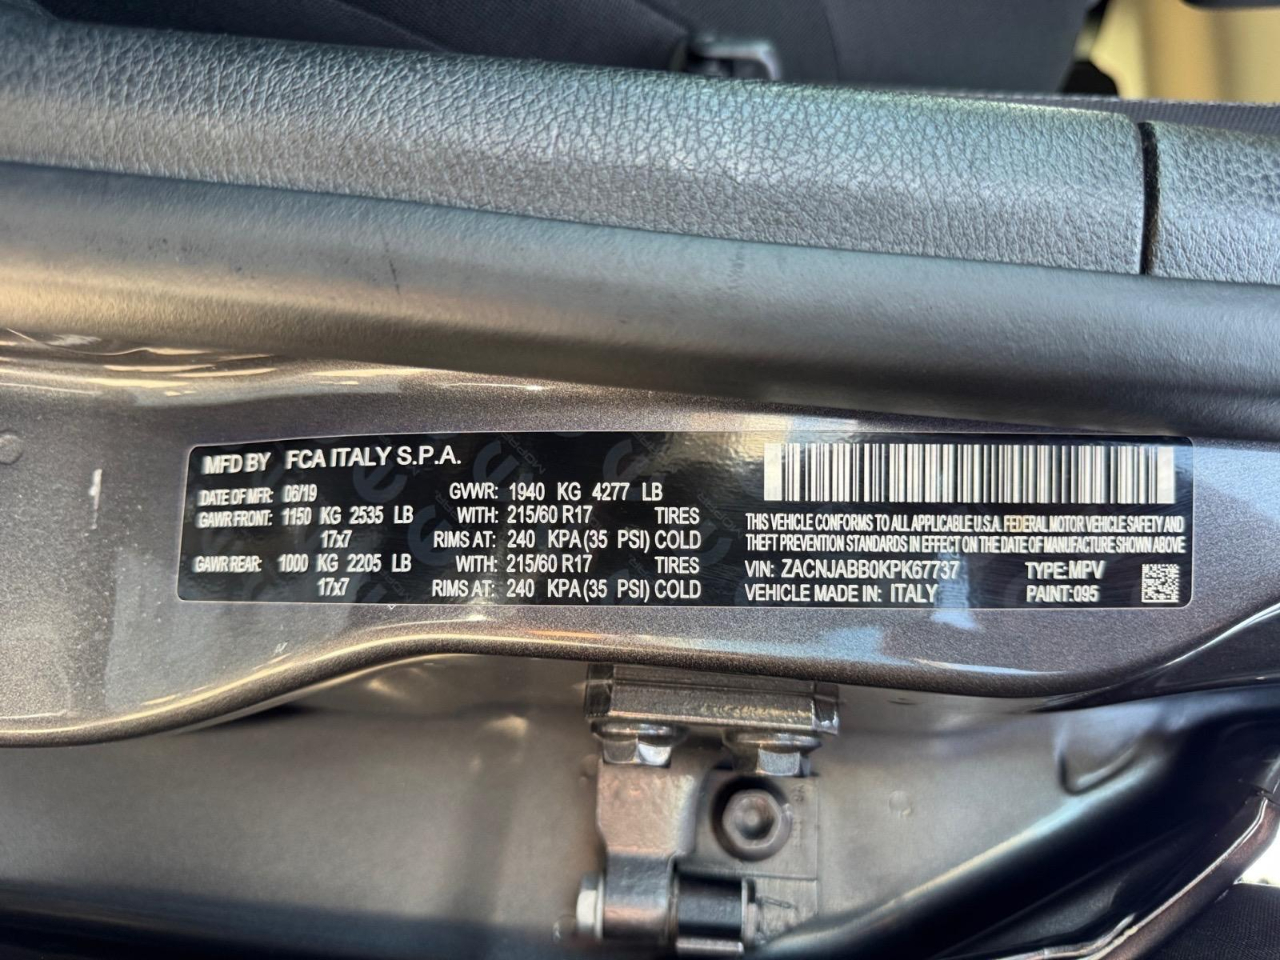 MFD BY FCA ITALY S.P.A.
DATE OF MFR: 06/19 GVWR: 1940 KG 4277 LB
GAWR FRONT: 1150 KG 2535 LB WITH: 215/60 R17 TIRES
17x7 RIMS AT: 240 KPA (35 PSI) COLD
GAWR REAR: 1000 KG 2205 LB WITH: 215/60 R17 TIRES
17x7 RIMS AT: 240 KPA (35 PSI) COLD
THIS VEHICLE CONFORMS TO ALL APPLICABLE U.S.A. FEDERAL MOTOR VEHICLE SAFETY AND
THEFT PREVENTION STANDARDS IN EFFECT ON THE DATE OF MANUFACTURE SHOWN ABOVE
VIN: ZACNJABB0KPK67737 TYPE: MPV
VEHICLE MADE IN: ITALY PAINT: 095